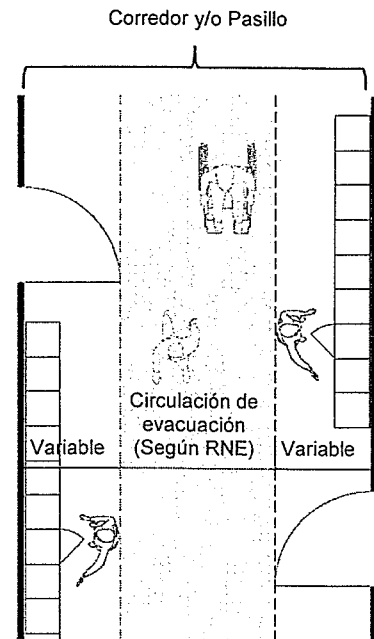 Corredor y/o Pasillo
Circulación de
evacuación
Variable
(Según RNE)
Variable